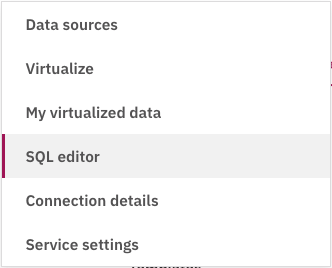 Data sources
Virtualize
My virtualized data
SQL editor
Connection details
Service settings